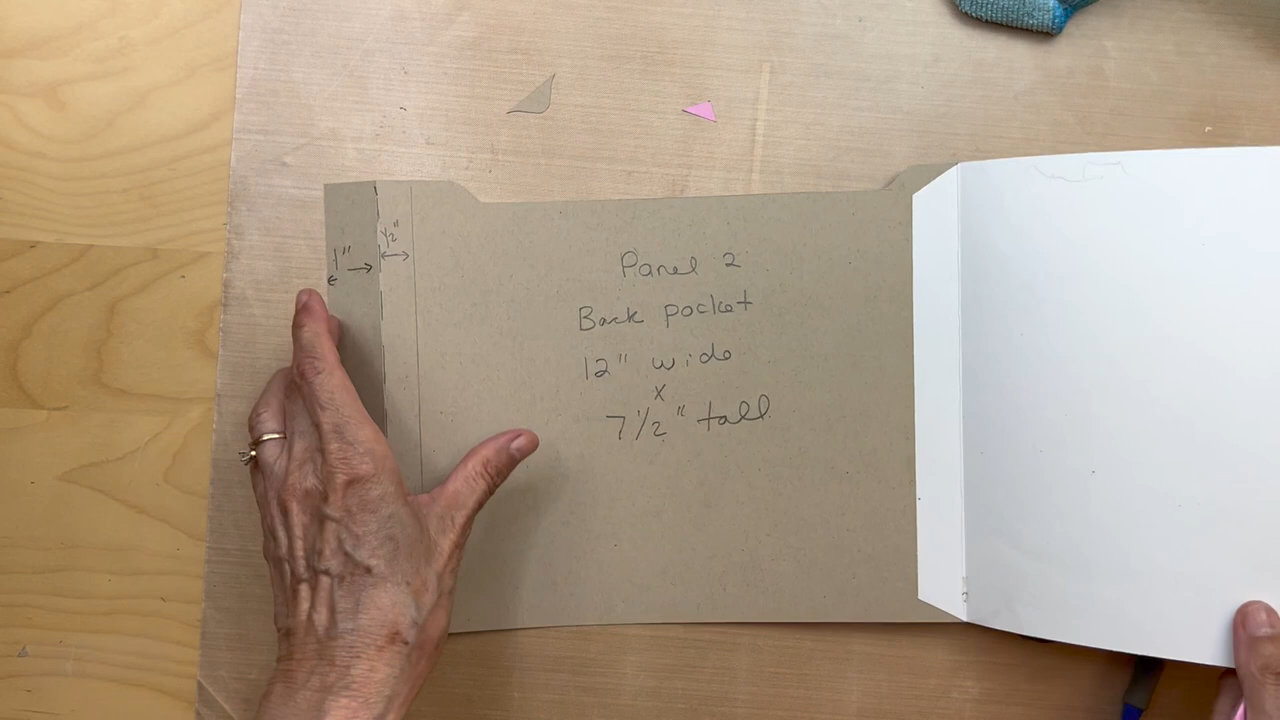 1"
1/2"
Panel 2
Back pocket
12" wide
x
7 1/2" tall